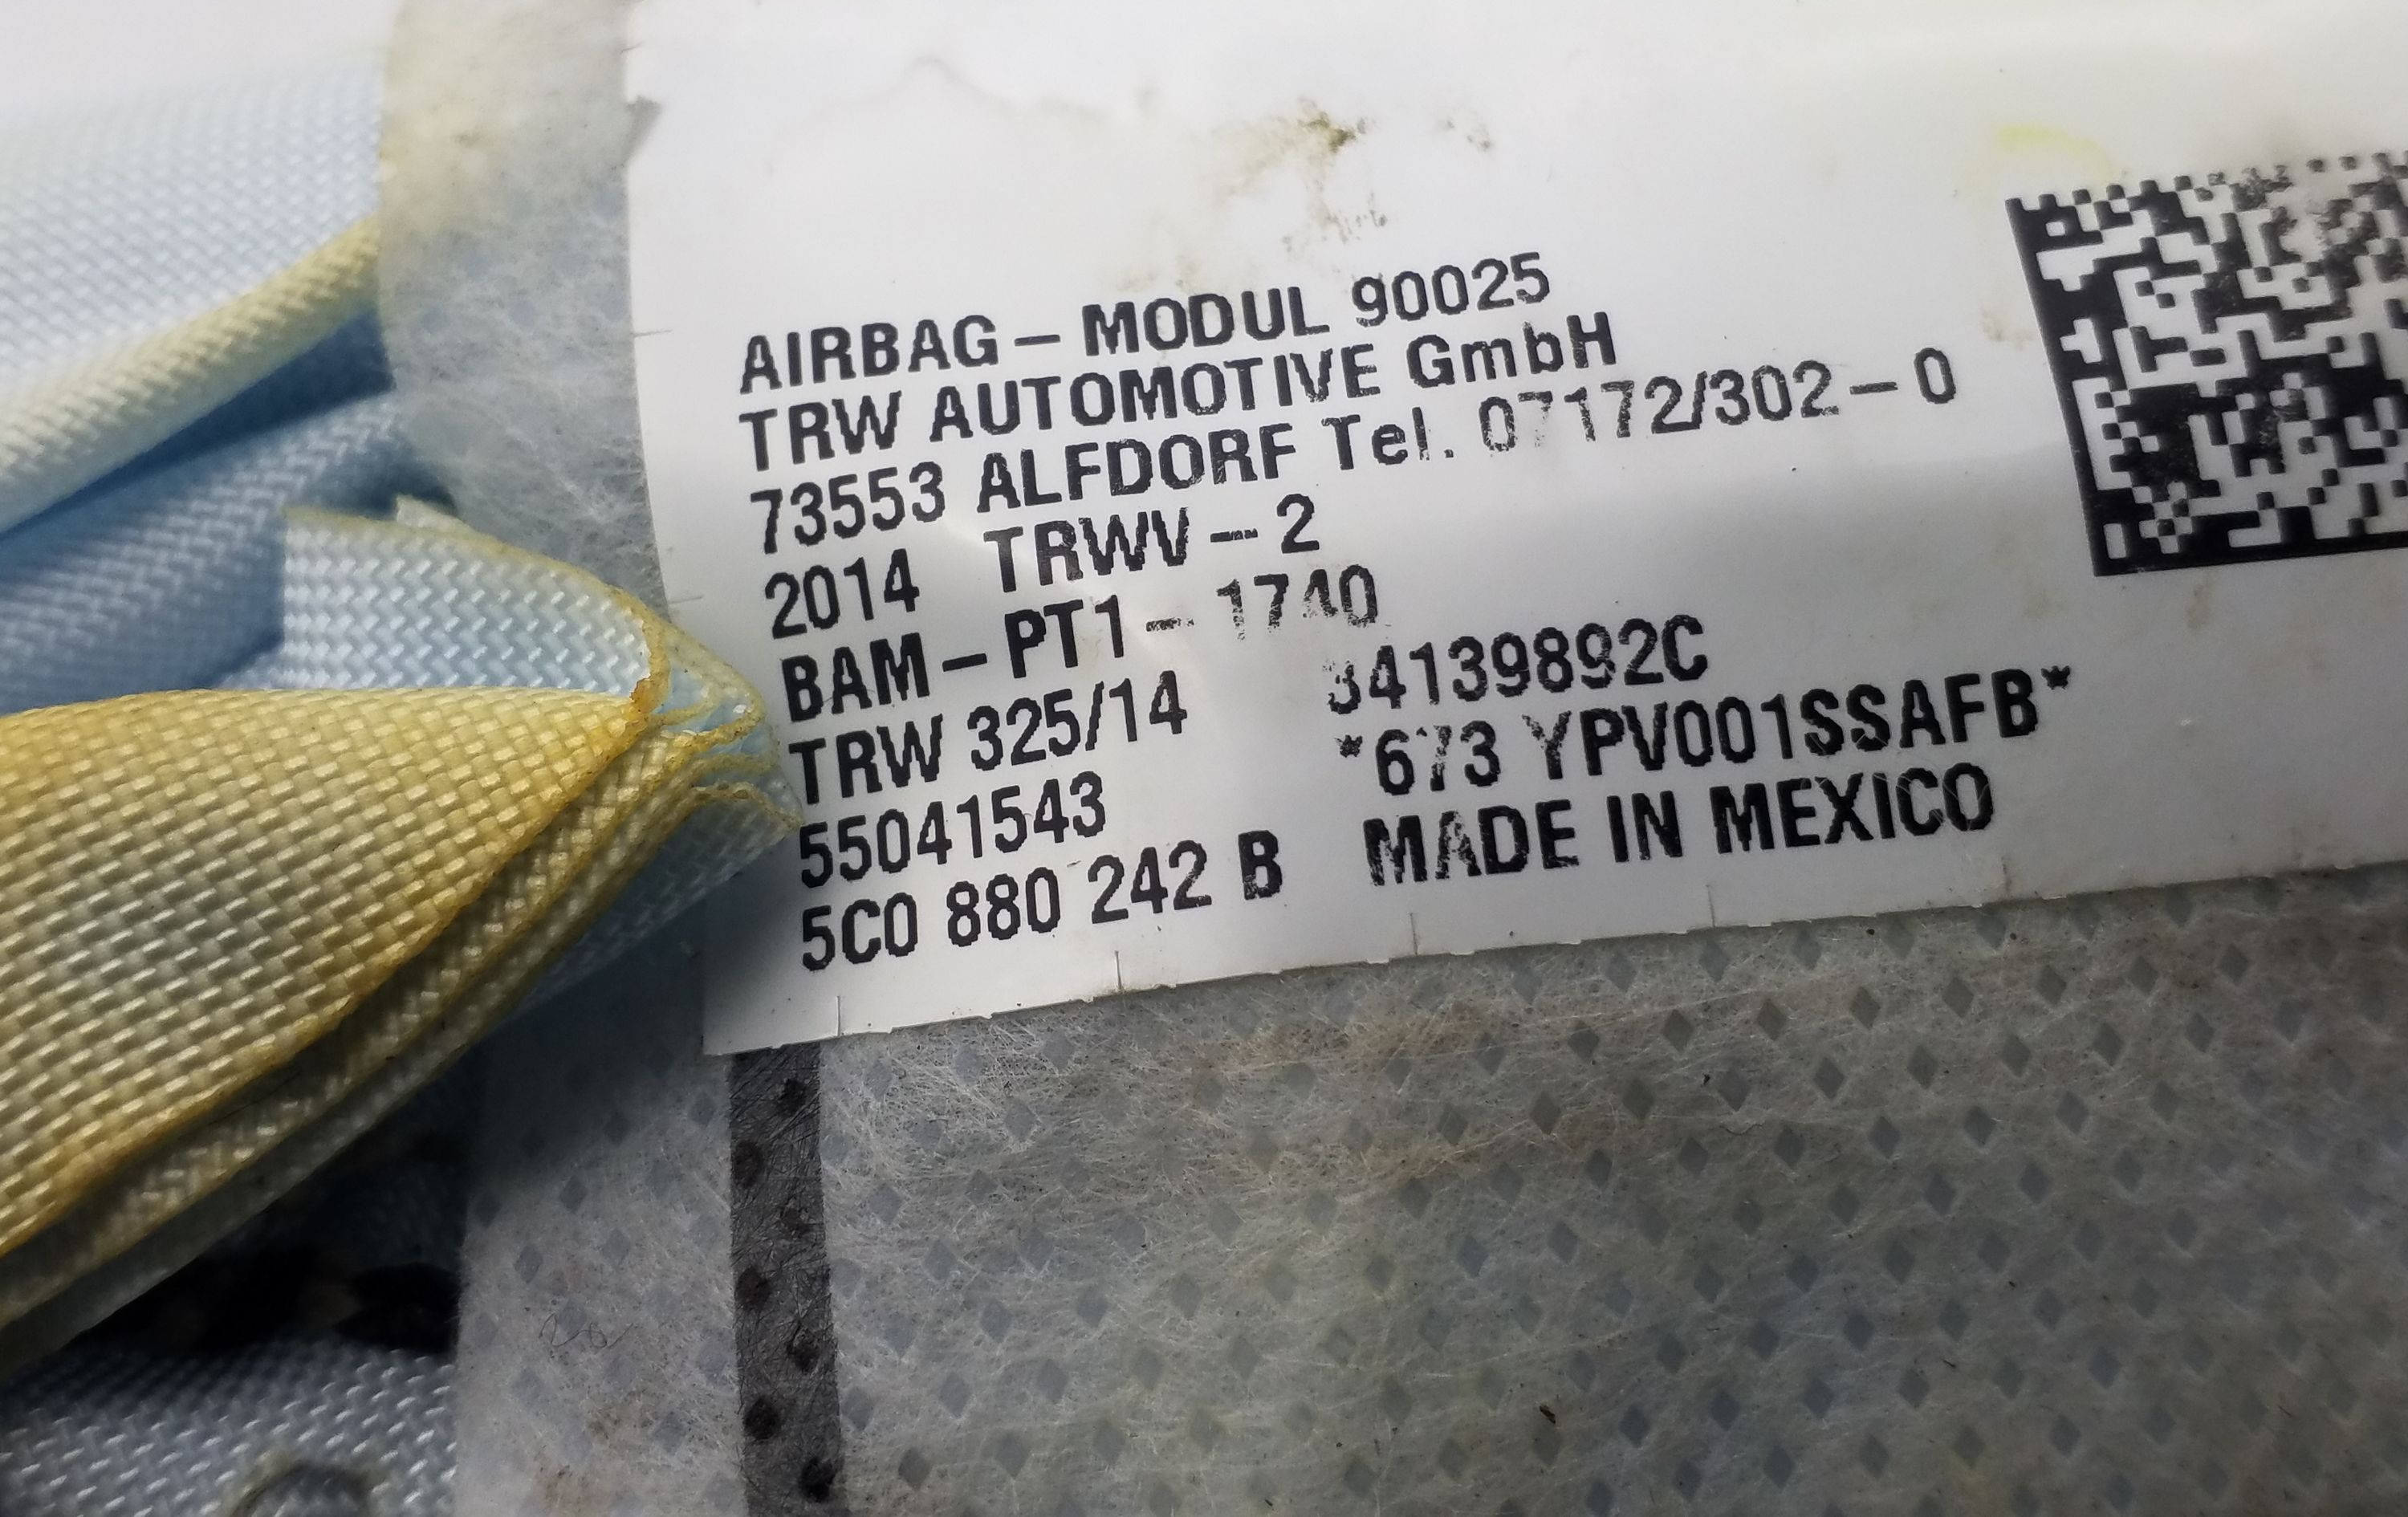 AIRBAG – MODUL 90025
TRW AUTOMOTIVE GmbH
73553 ALFDORF Tel. 07172/302 – 0
2014 TRWV – 2
BAM – PT1 – 1740
TRW 325/14 34139892C
55041543 *673 YPV001SSAFB*
5C0 880 242 B MADE IN MEXICO